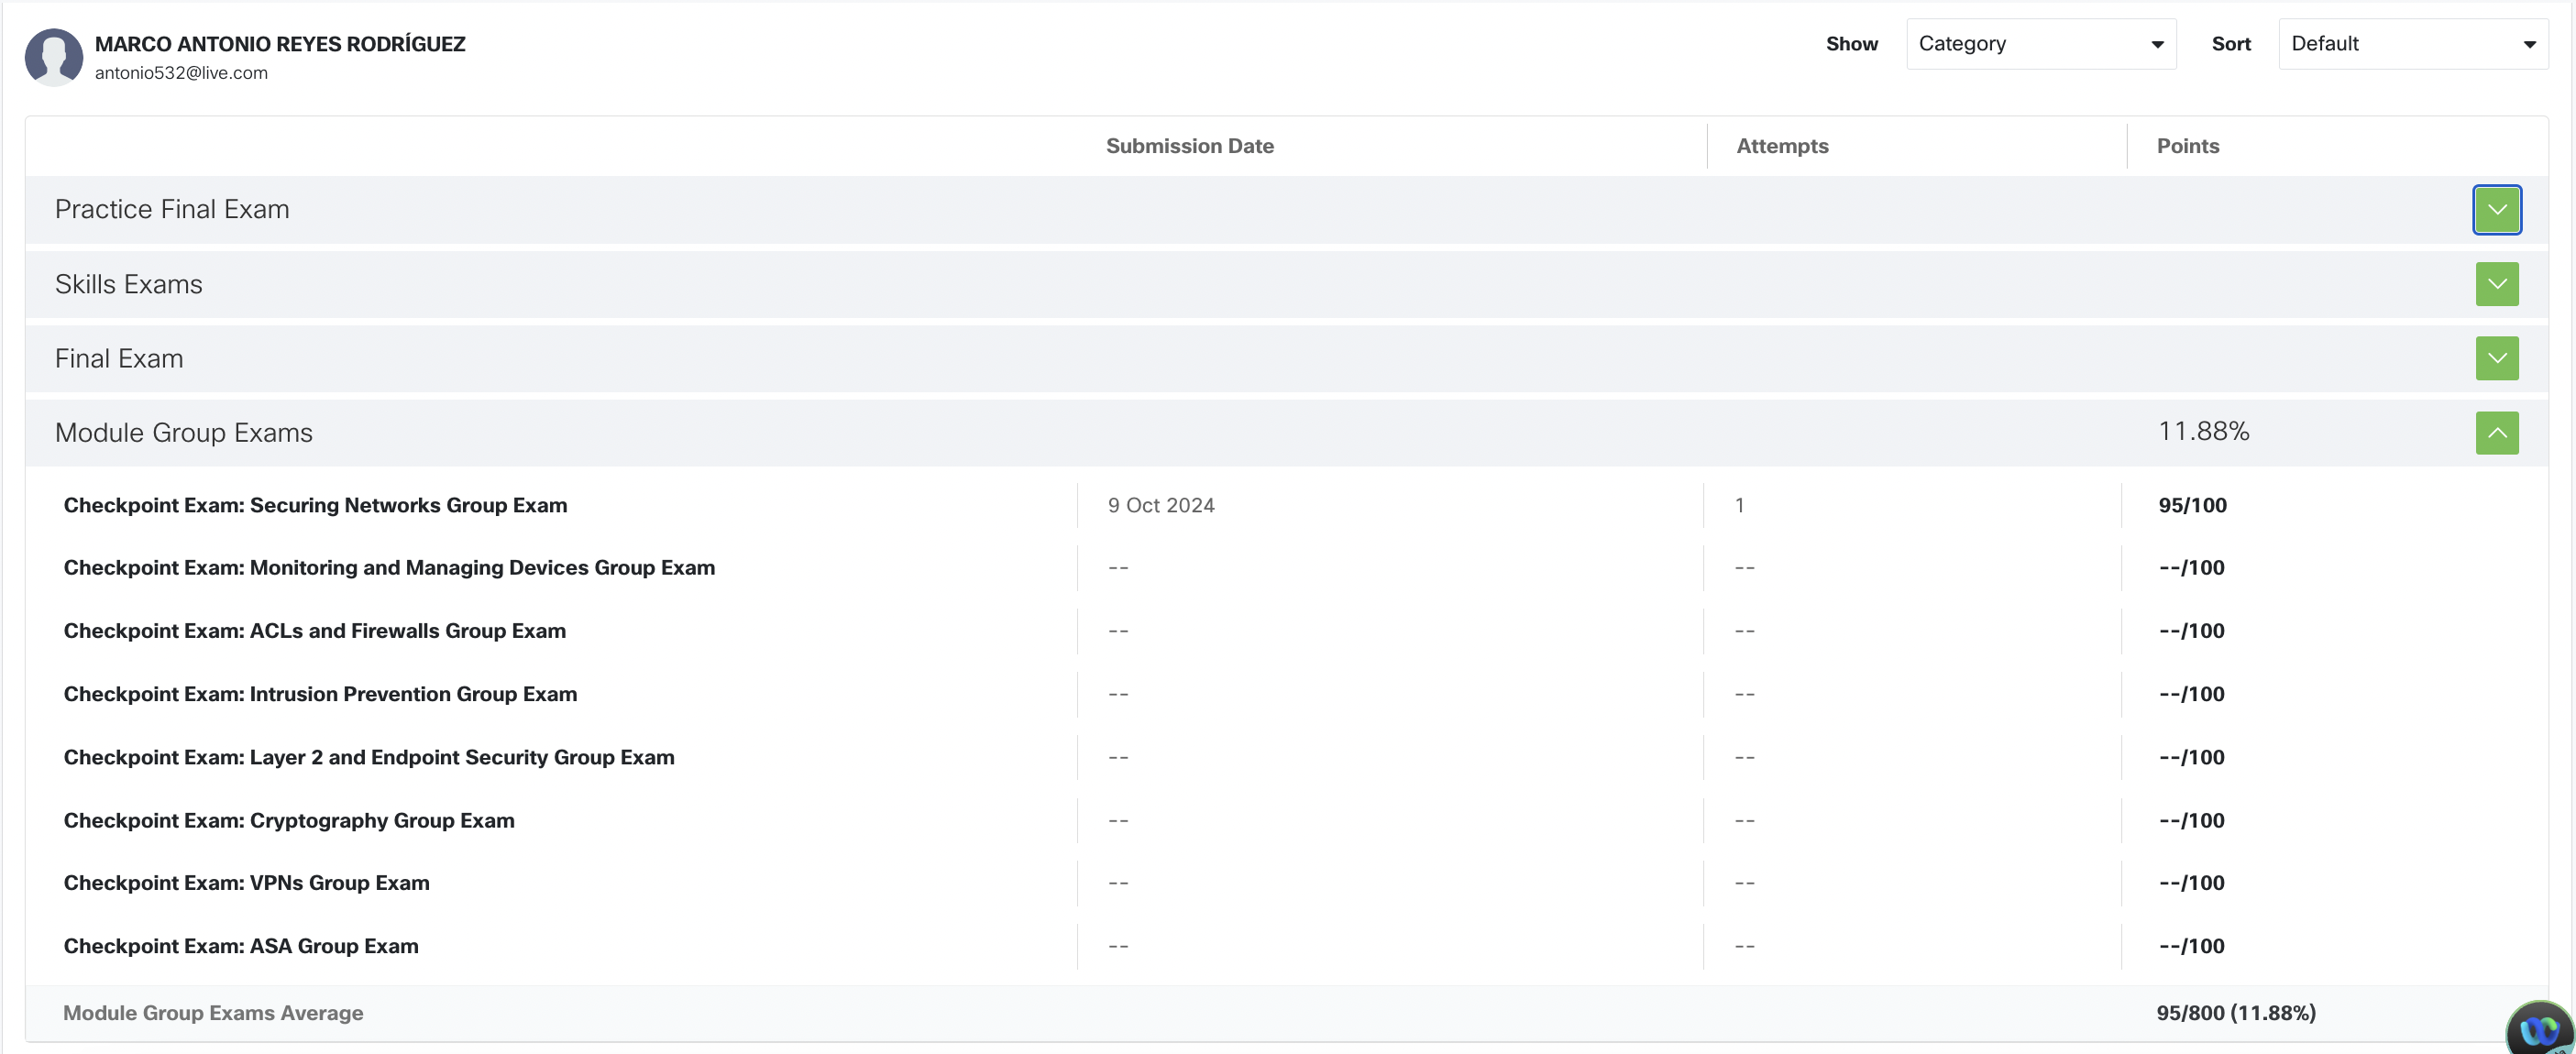 MARCO ANTONIO REYES RODRÍGUEZ
antonio532@live.com
Show Category Sort Default
Submission Date Attempts Points
Practice Final Exam
Skills Exams
Final Exam
Module Group Exams 11.88%
Checkpoint Exam: Securing Networks Group Exam 9 Oct 2024 1 95/100
Checkpoint Exam: Monitoring and Managing Devices Group Exam -- -- --/100
Checkpoint Exam: ACLs and Firewalls Group Exam -- -- --/100
Checkpoint Exam: Intrusion Prevention Group Exam -- -- --/100
Checkpoint Exam: Layer 2 and Endpoint Security Group Exam -- -- --/100
Checkpoint Exam: Cryptography Group Exam -- -- --/100
Checkpoint Exam: VPNs Group Exam -- -- --/100
Checkpoint Exam: ASA Group Exam -- -- --/100
Module Group Exams Average 95/800 (11.88%)